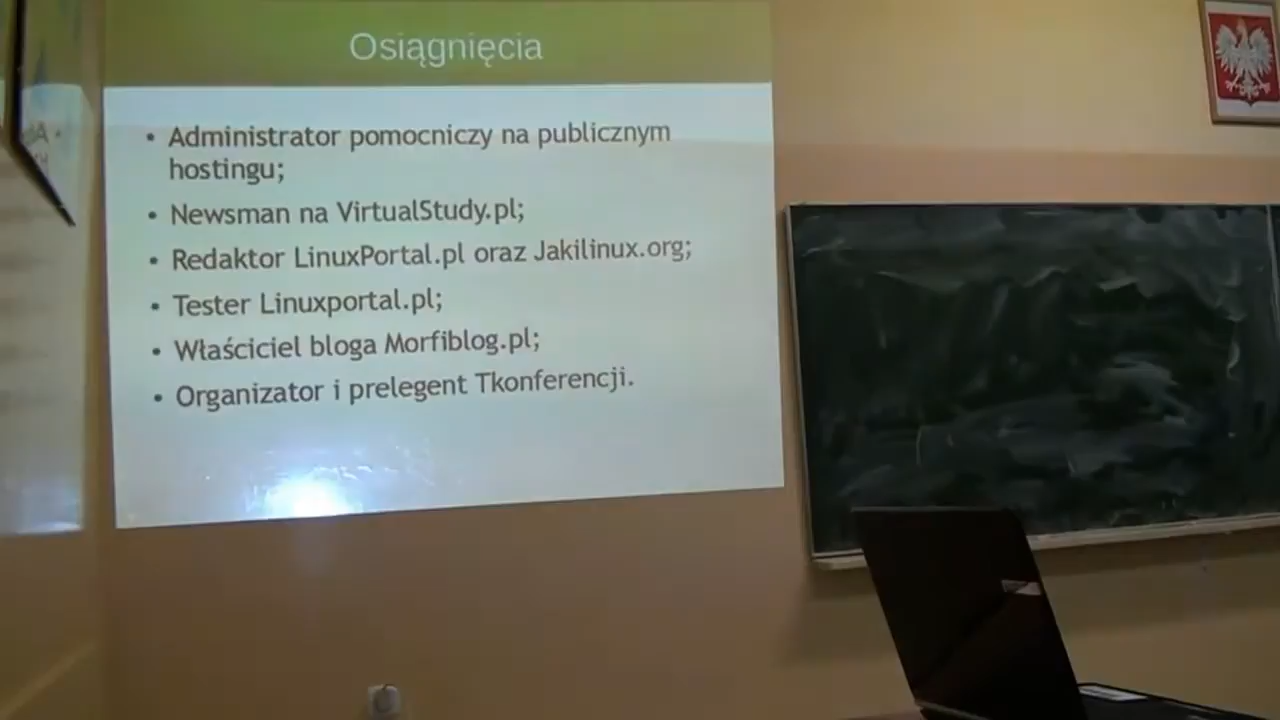 Osiągnięcia
• Administrator pomocniczy na publicznym
hostingu;
• Newsman na VirtualStudy.pl;
• Redaktor LinuxPortal.pl oraz Jakilinux.org;
• Tester Linuxportal.pl;
• Właściciel bloga Morfiblog.pl;
• Organizator i prelegent Tkonferencji.